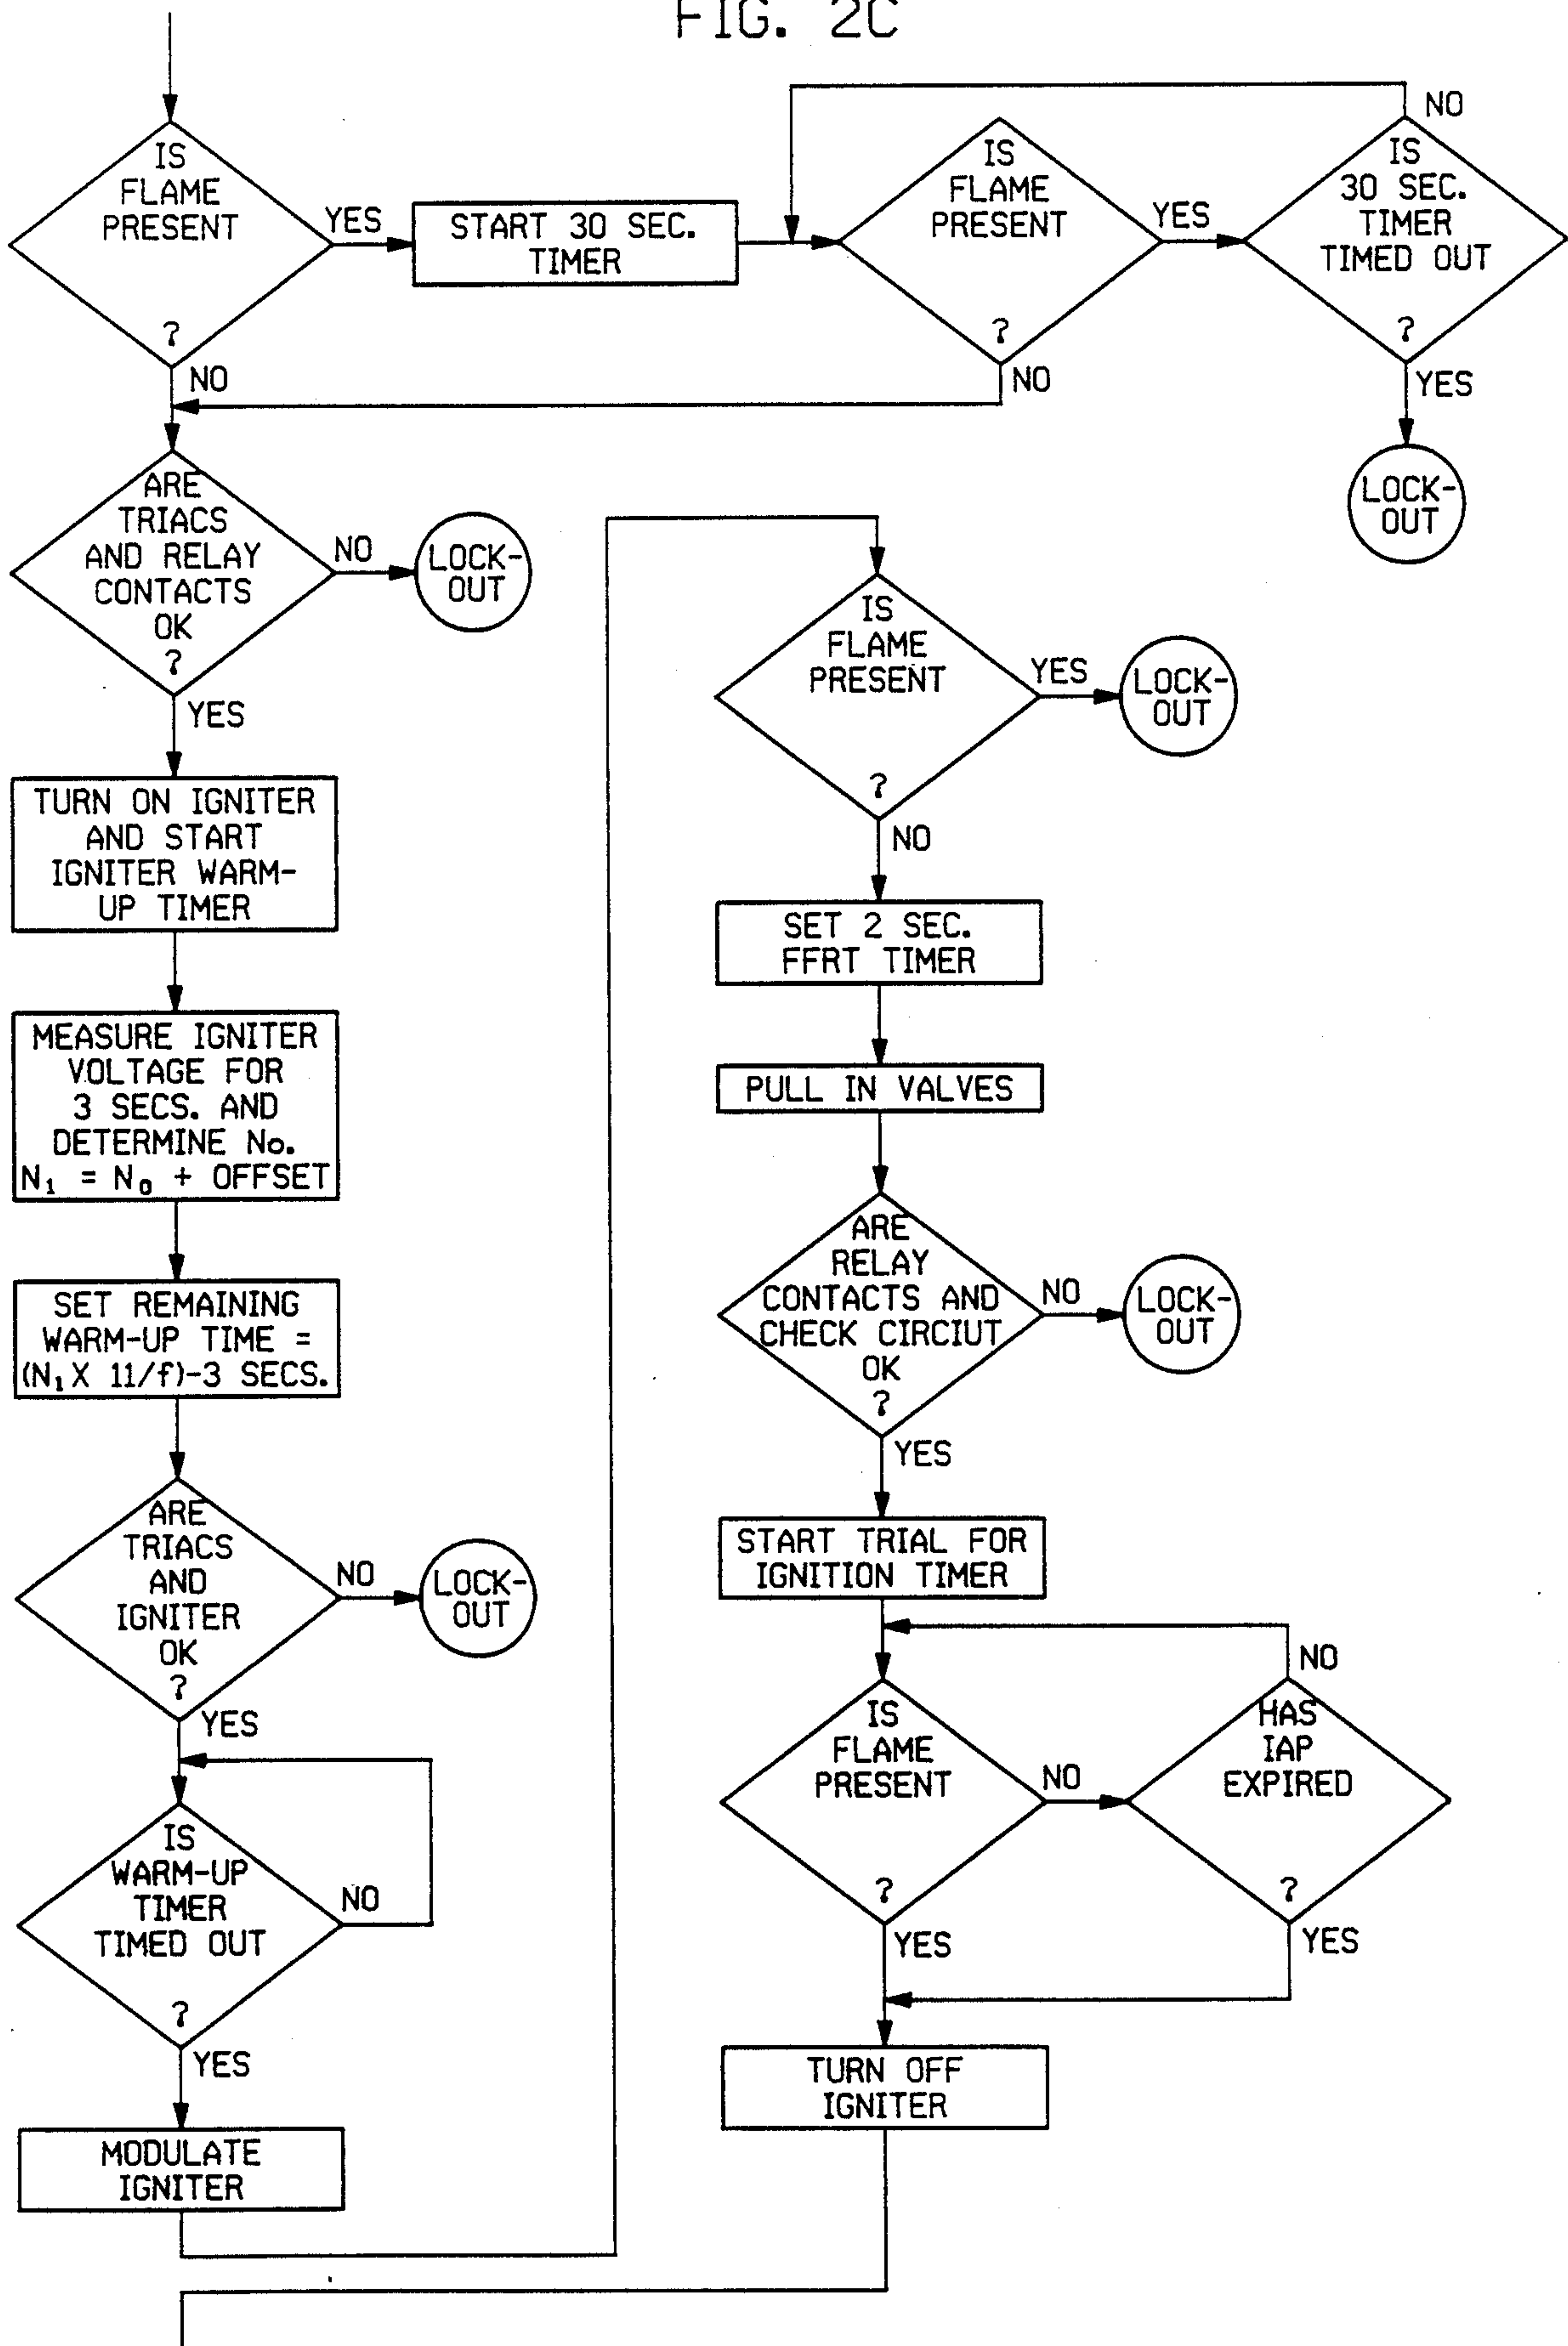 FIG. 2C
IS
FLAME
PRESENT
?
YES
NO
START 30 SEC.
TIMER
IS
FLAME
PRESENT
?
YES
NO
IS
30 SEC.
TIMER
TIMED OUT
?
NO
YES
LOCK-
OUT
ARE
TRIACS
AND RELAY
CONTACTS
OK
?
NO
LOCK-
OUT
YES
TURN ON IGNITER
AND START
IGNITER WARM-
UP TIMER
MEASURE IGNITER
VOLTAGE FOR
3 SECS. AND
DETERMINE No.
N₁ = N₀ + OFFSET
SET REMAINING
WARM-UP TIME =
(N₁ X 11/f)-3 SECS.
ARE
TRIACS
AND
IGNITER
OK
?
NO
LOCK-
OUT
YES
IS
WARM-UP
TIMER
TIMED OUT
?
NO
YES
MODULATE
IGNITER
IS
FLAME
PRESENT
?
YES
LOCK-
OUT
NO
SET 2 SEC.
FFRT TIMER
PULL IN VALVES
ARE
RELAY
CONTACTS AND
CHECK CIRCIUT
OK
?
NO
LOCK-
OUT
YES
START TRIAL FOR
IGNITION TIMER
IS
FLAME
PRESENT
?
NO
YES
HAS
IAP
EXPIRED
?
NO
YES
TURN OFF
IGNITER